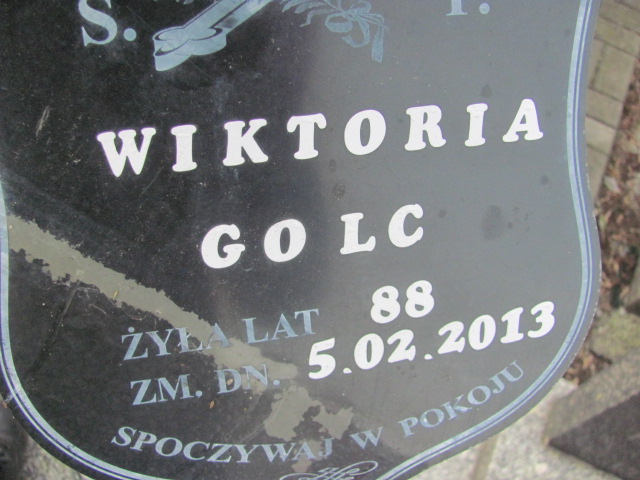 Ś. P.
WIKTORIA
GOLC
ŻYŁA LAT 88
ZM. DN. 5.02.2013
SPOCZYWAJ W POKOJU